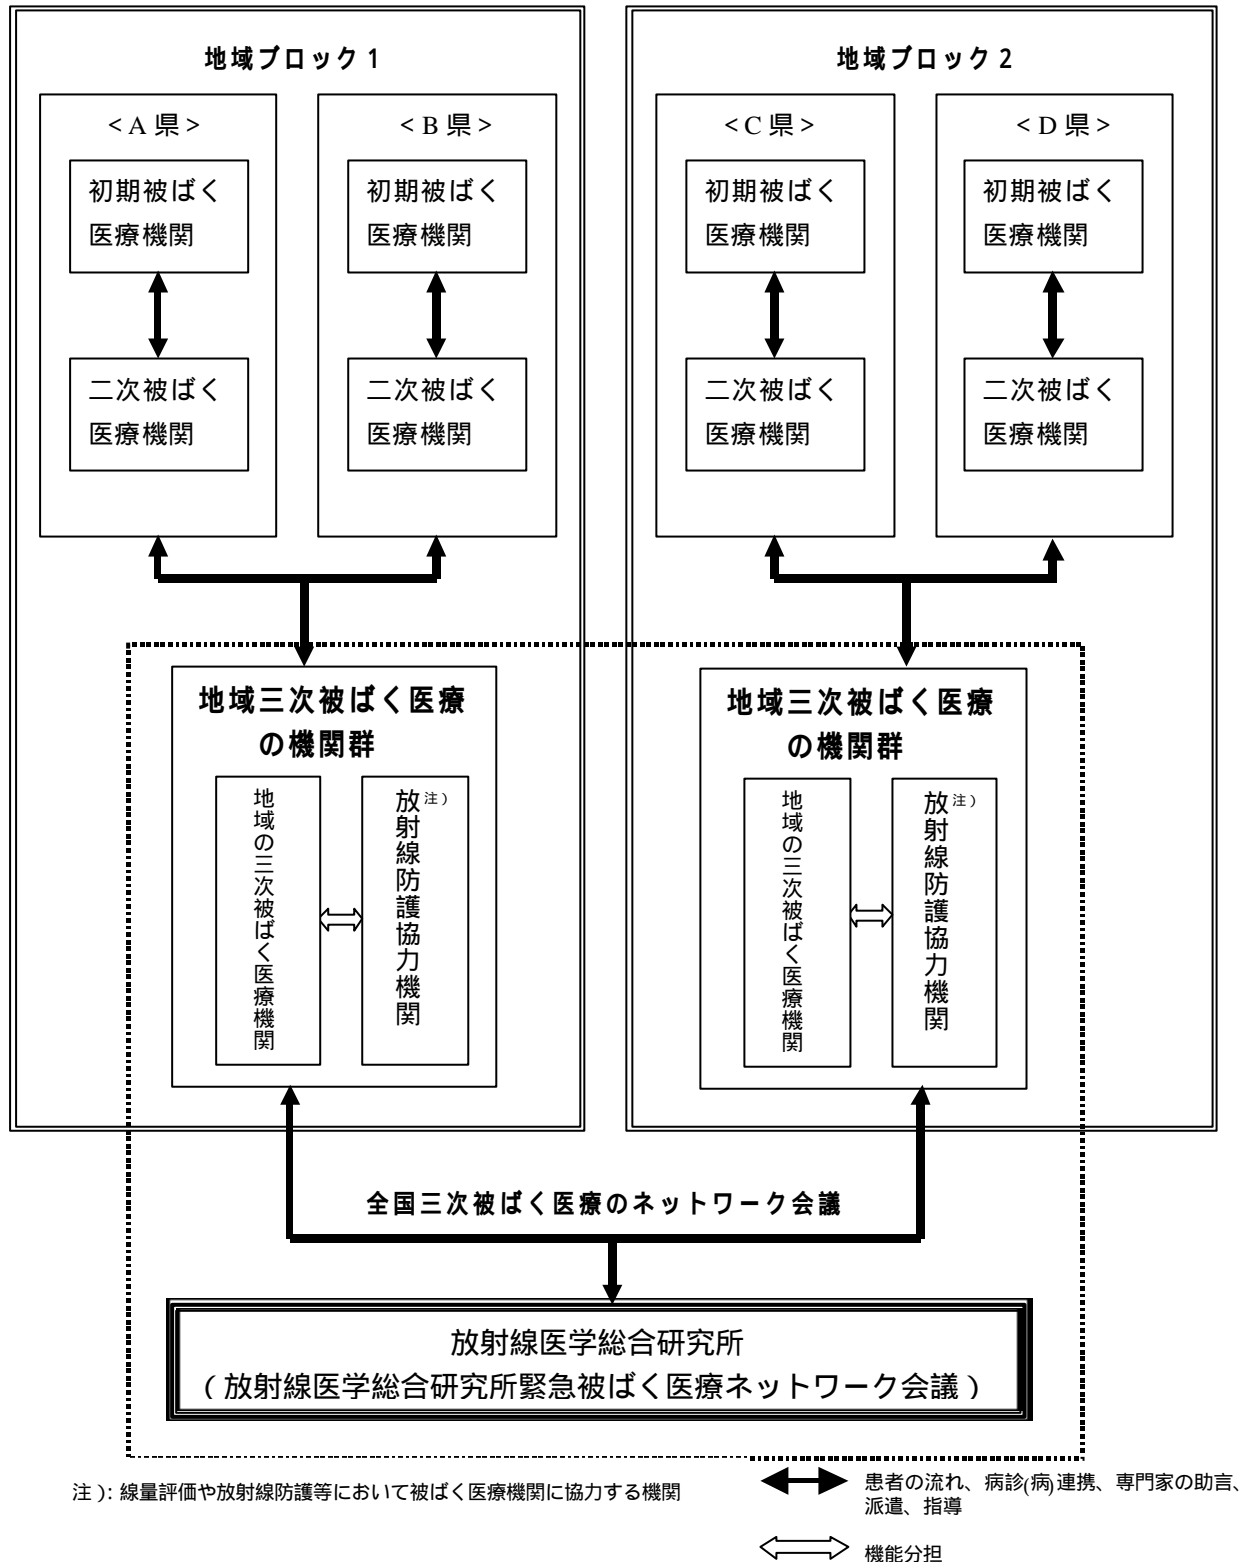 地域ブロック1
<A 県>
初期被ばく
医療機関
二次被ばく
医療機関
<B 県>
初期被ばく
医療機関
二次被ばく
医療機関
地域三次被ばく医療
の機関群
地域の三次被ばく医療機関
放射線防護協力機関 注)
地域ブロック2
<C 県>
初期被ばく
医療機関
二次被ばく
医療機関
<D 県>
初期被ばく
医療機関
二次被ばく
医療機関
地域三次被ばく医療
の機関群
地域の三次被ばく医療機関
放射線防護協力機関 注)
全国三次被ばく医療のネットワーク会議
放射線医学総合研究所
(放射線医学総合研究所緊急被ばく医療ネットワーク会議)
注): 線量評価や放射線防護等において被ばく医療機関に協力する機関
患者の流れ、病診(病)連携、専門家の助言、
派遣、指導
機能分担